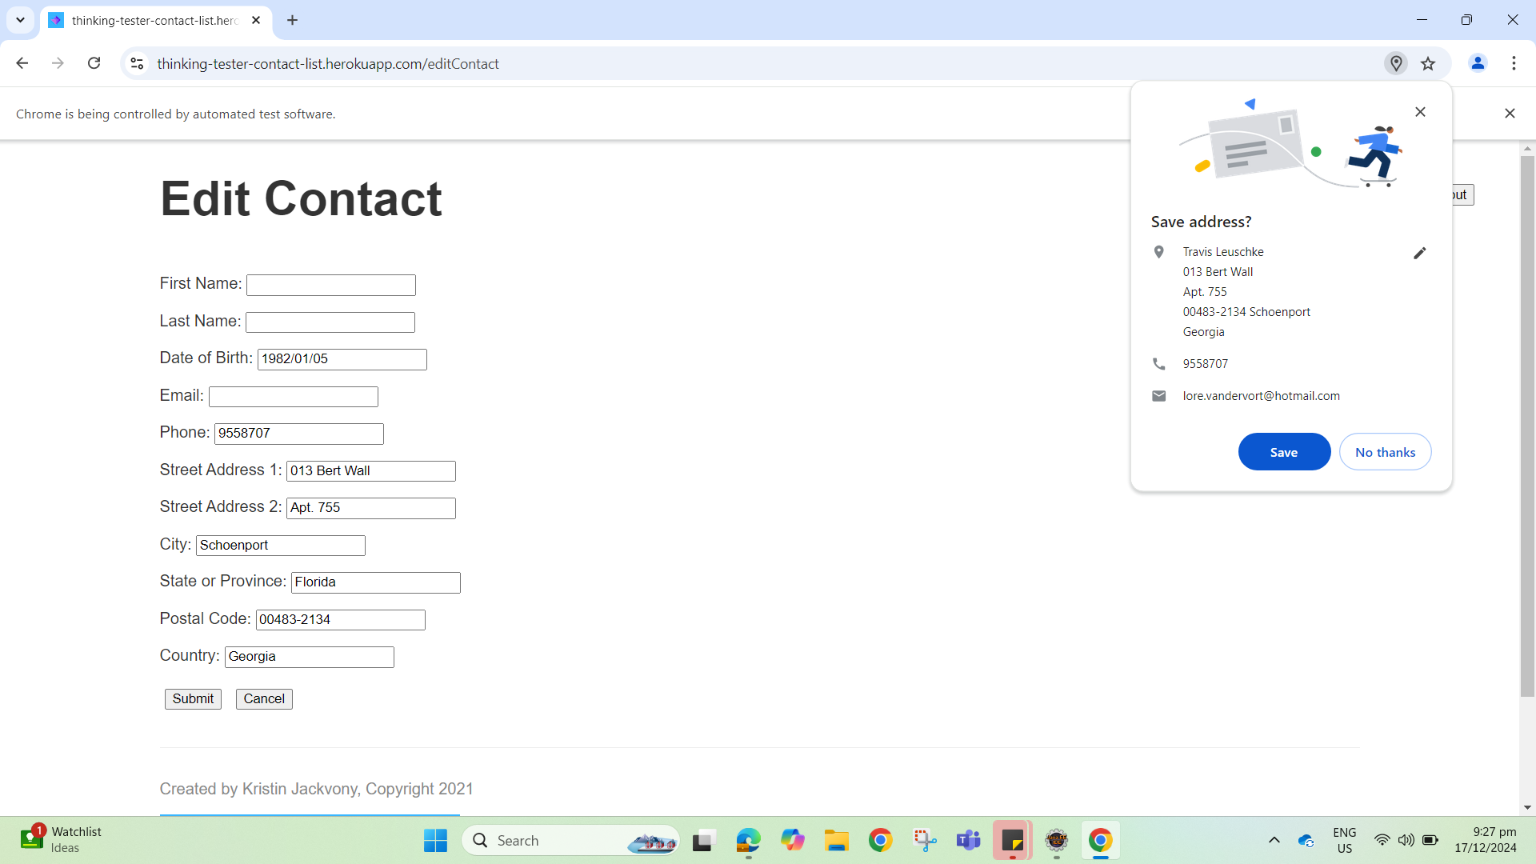 thinking-tester-contact-list.hero
thinking-tester-contact-list.herokuapp.com/editContact
Chrome is being controlled by automated test software.
Edit Contact
out
First Name:
Last Name:
Date of Birth: 1982/01/05
Email:
Phone: 9558707
Street Address 1: 013 Bert Wall
Street Address 2: Apt. 755
City: Schoenport
State or Province: Florida
Postal Code: 00483-2134
Country: Georgia
Submit Cancel
Created by Kristin Jackvony, Copyright 2021
Save address?
Travis Leuschke
013 Bert Wall
Apt. 755
00483-2134 Schoenport
Georgia
9558707
lore.vandervort@hotmail.com
Save No thanks
1
Watchlist
Ideas
Search
ENG
US
9:27 pm
17/12/2024